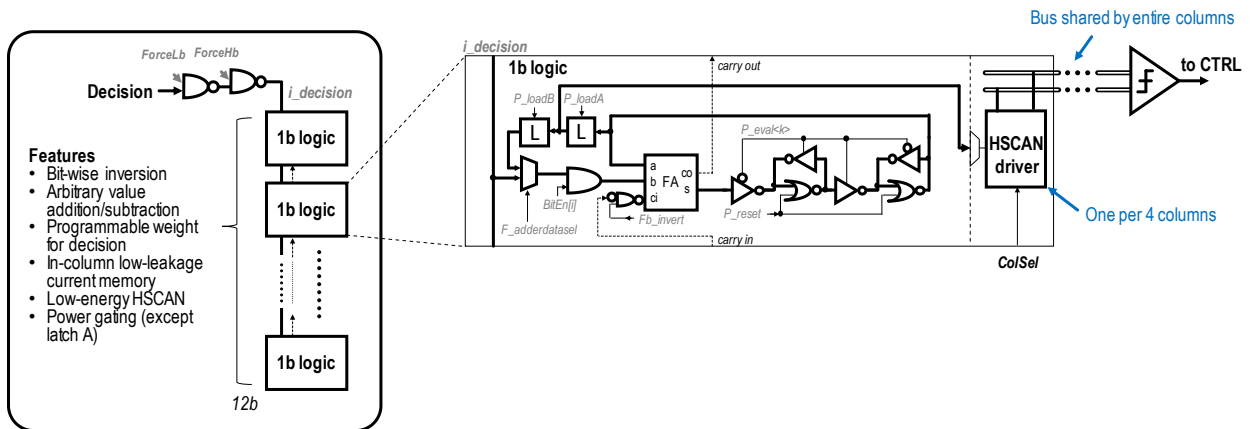 Bus shared by entire columns
ForceLb
ForceHb
Decision
i_decision
1b logic
1b logic
1b logic
12b
Features
• Bit-wise inversion
• Arbitrary value
addition/subtraction
• Programmable weight
for decision
• In-column low-leakage
current memory
• Low-energy HSCAN
• Power gating (except
latch A)
i_decision
1b logic
carry out
P_loadB
P_loadA
L
L
P_eval<k>
a
b
ci
FA
co
s
BitEn[i]
Fb_invert
P_reset
F_adderdatasel
carry in
HSCAN
driver
ColSel
to CTRL
One per 4 columns